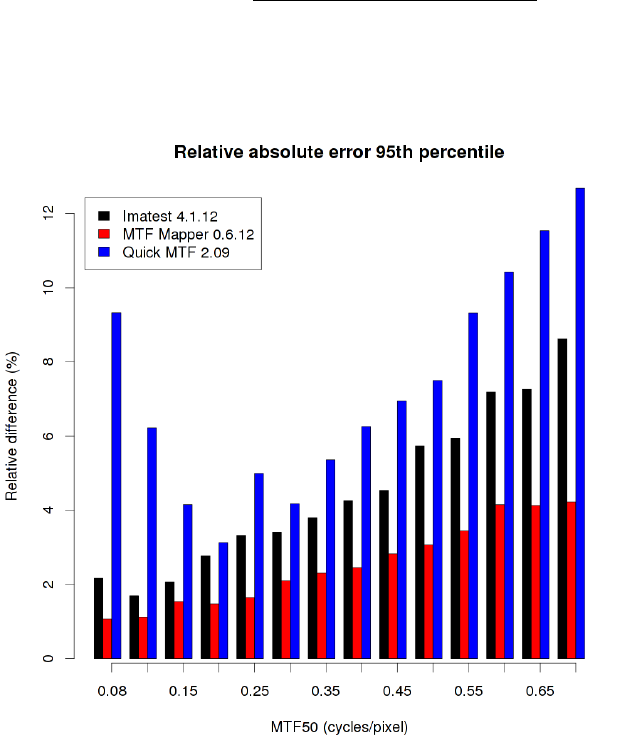 Relative absolute error 95th percentile
Imatest 4.1.12
MTF Mapper 0.6.12
Quick MTF 2.09
Relative difference (%)
12
10
8
6
4
2
0
0.08 0.15 0.25 0.35 0.45 0.55 0.65
MTF50 (cycles/pixel)